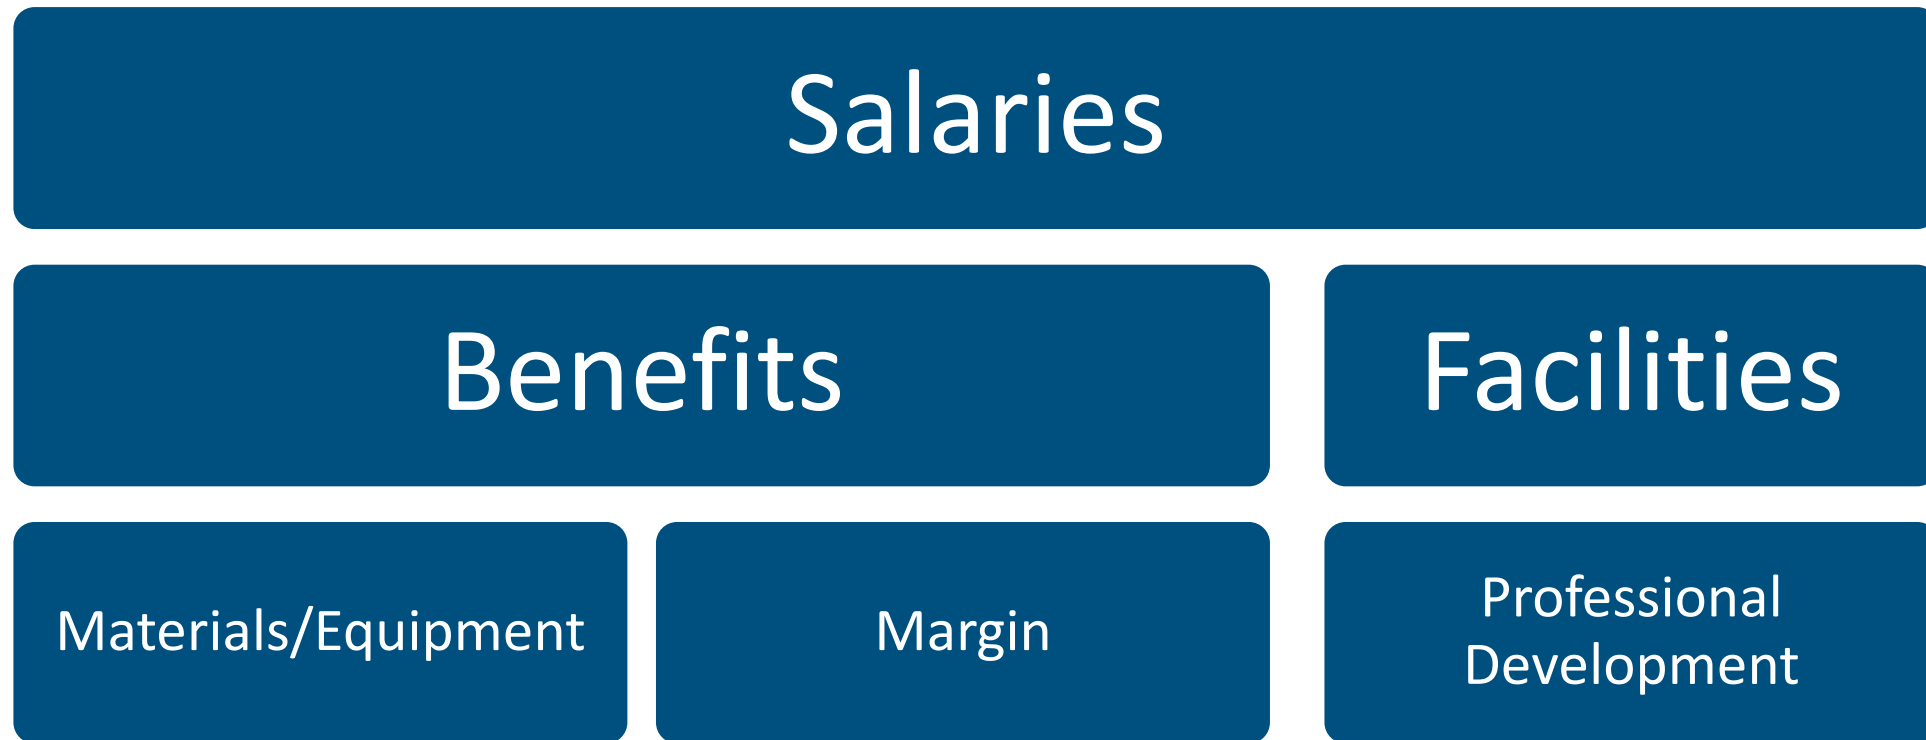 Salaries
Benefits
Facilities
Materials/Equipment
Margin
Professional
Development